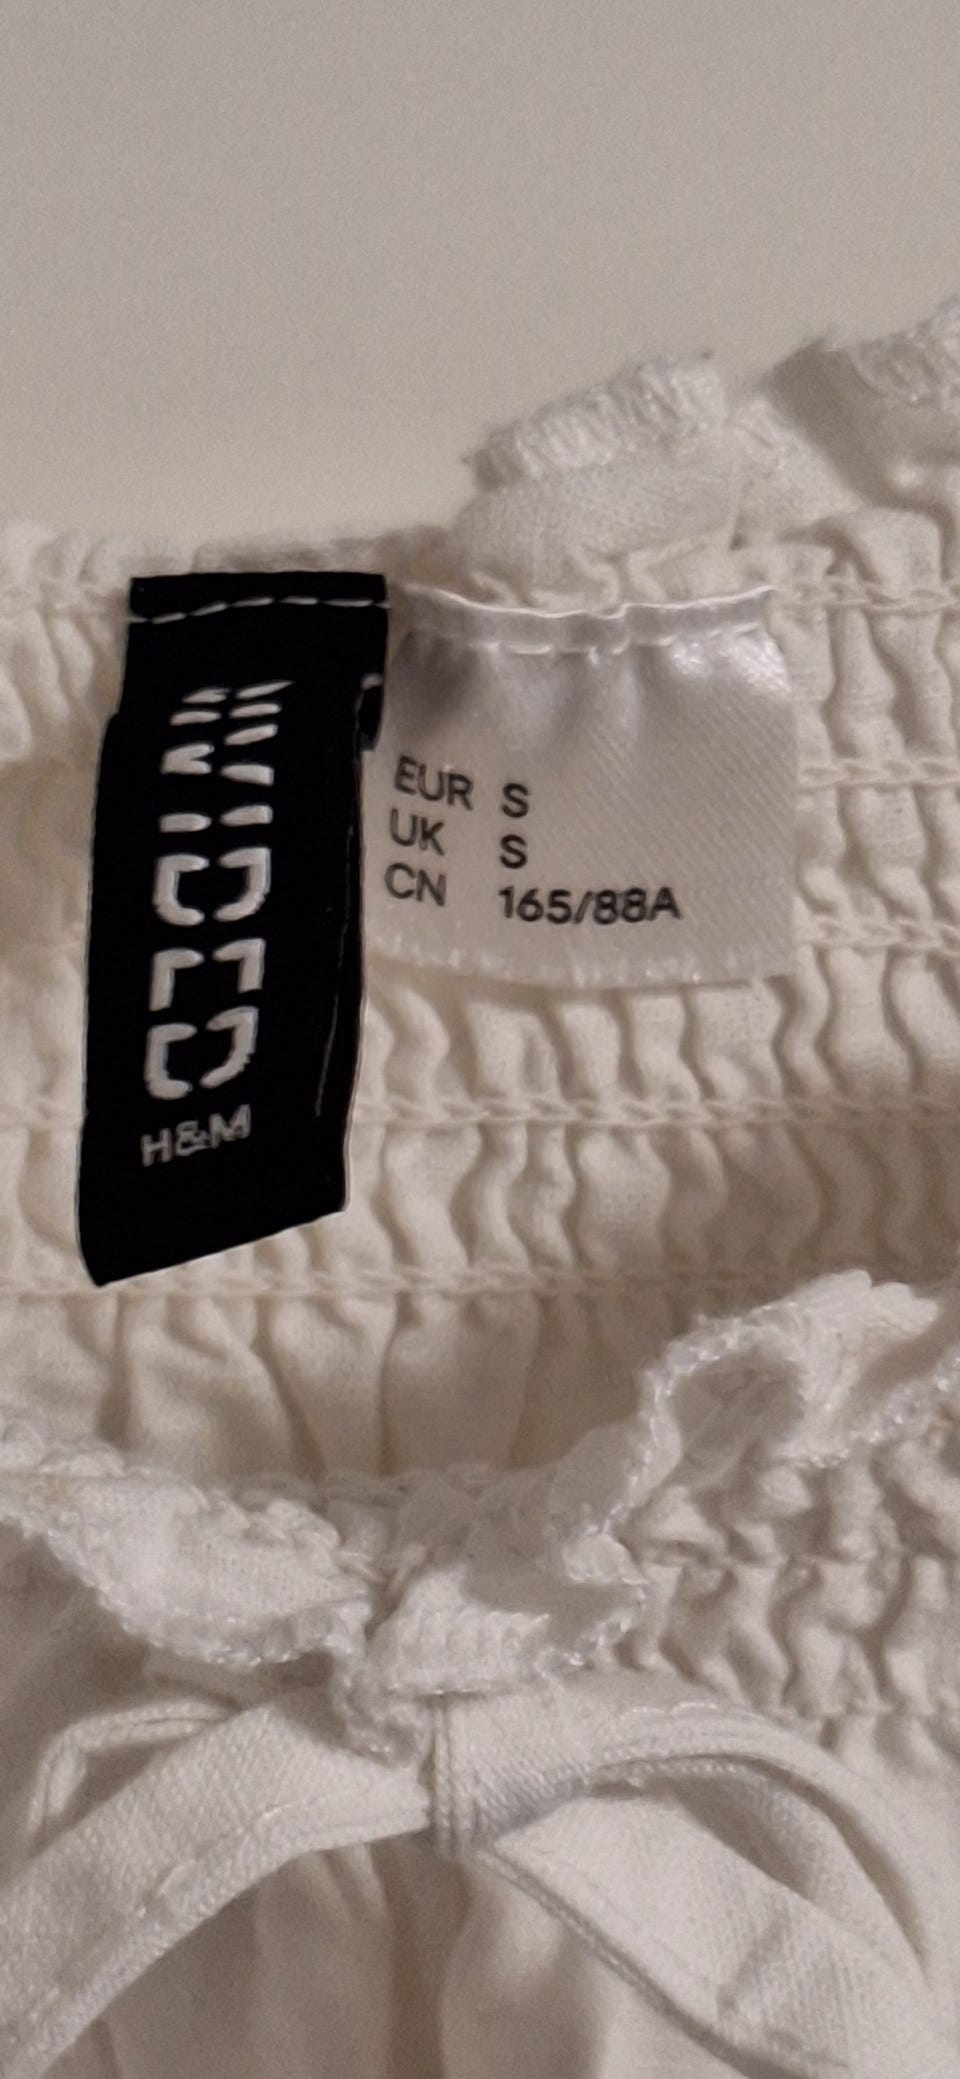 DIVIDED
H&M
EUR S
UK S
CN 165/88A